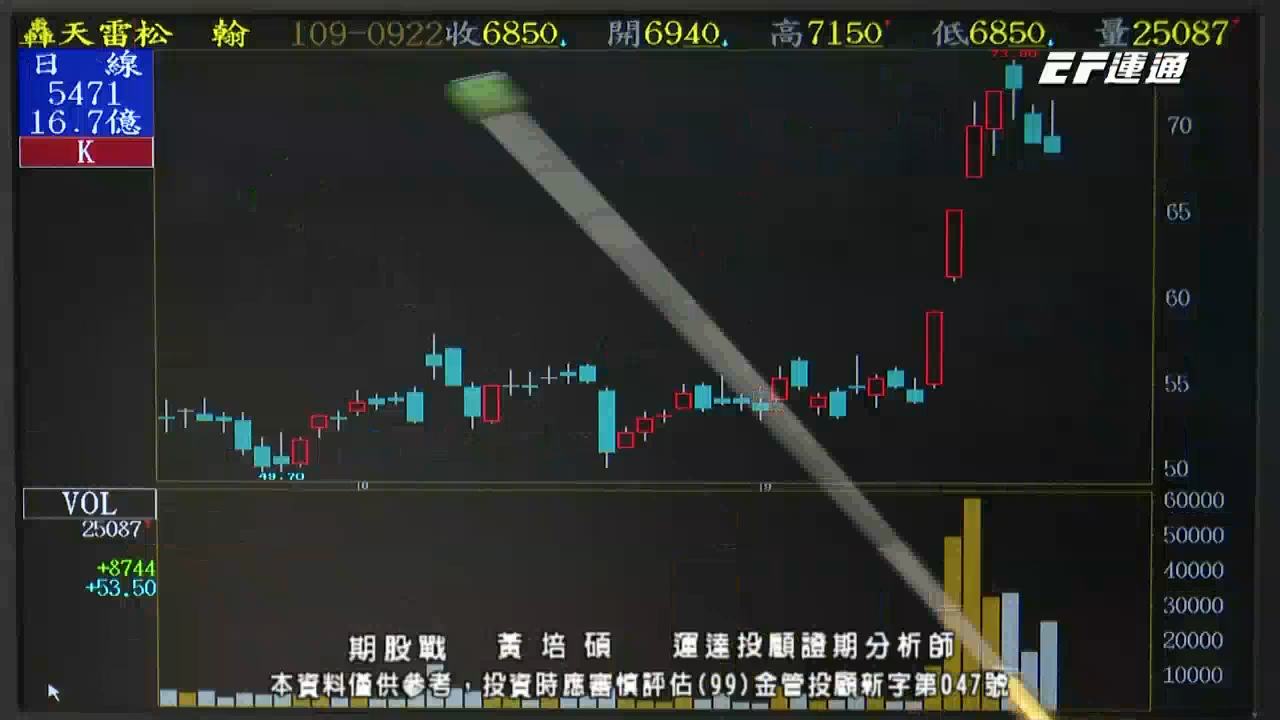 轟天雷松 翰 109-0922收6850 開6940 高7150 低6850 量25087
日 線
5471
16.7億
K
EF運通
73.80
70
65
60
55
50
49.70
10
9
VOL
25087
+8744
+53.50
60000
50000
40000
30000
20000
10000
期股戰 黃培碩 運達投顧證期分析師
本資料僅供參考，投資時應審慎評估(99)金管投顧新字第047號